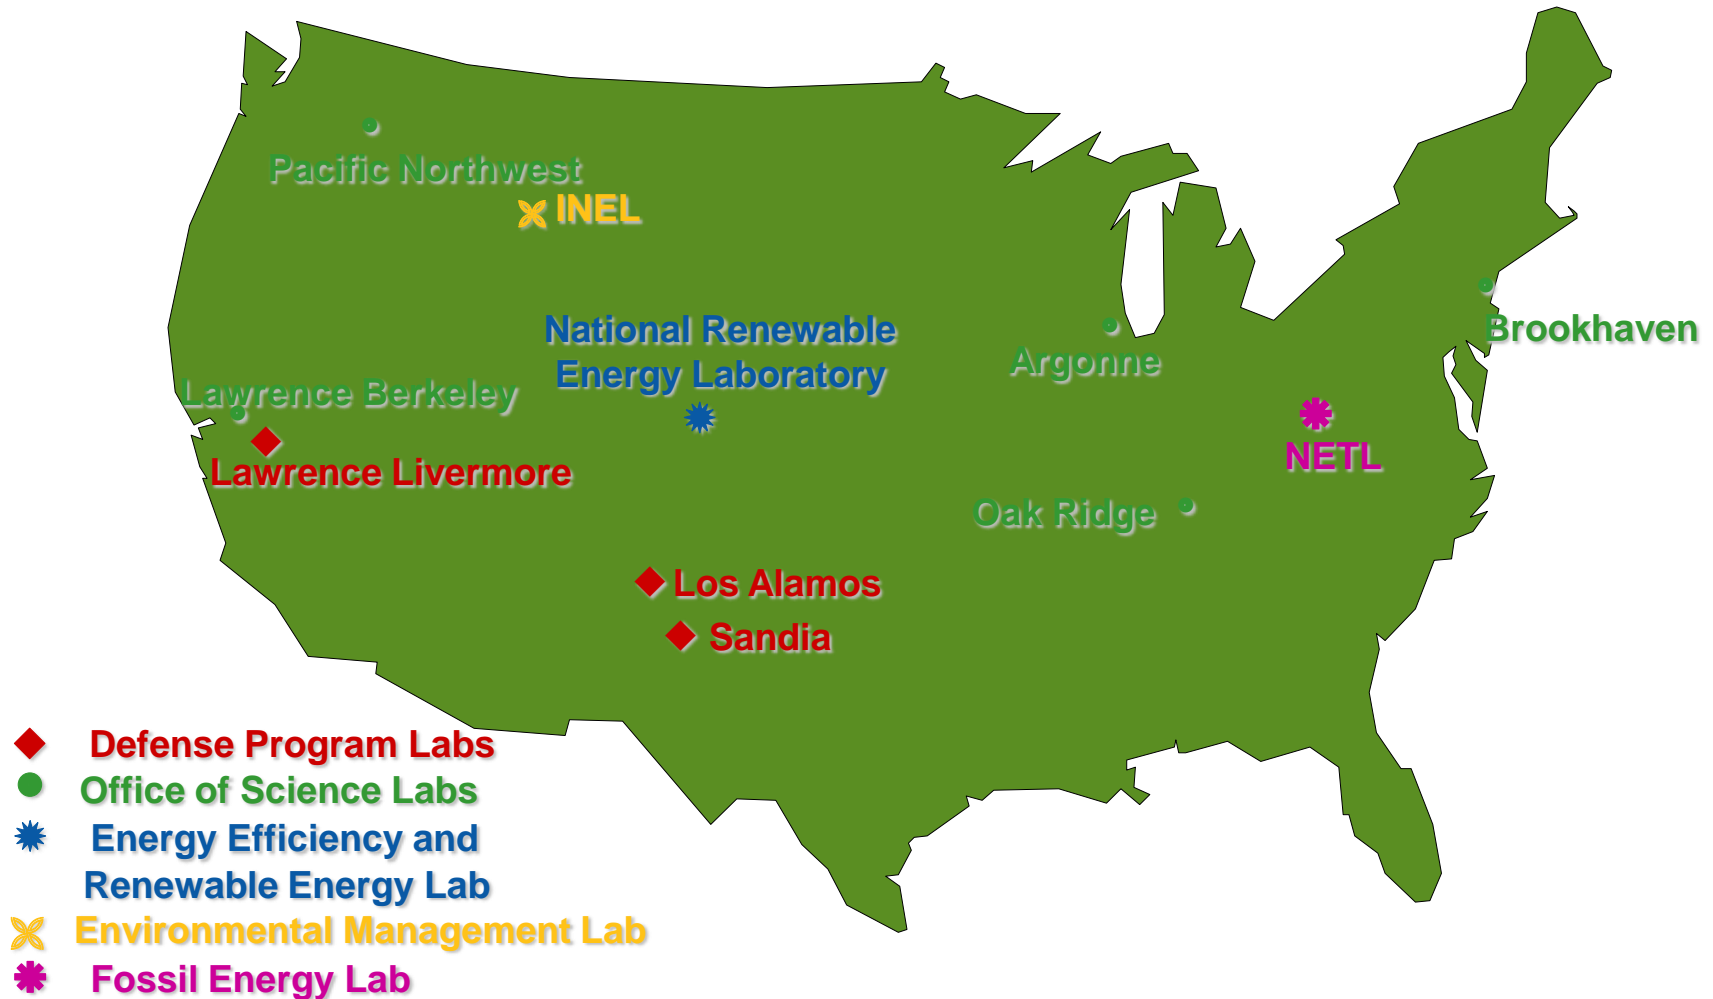 Pacific Northwest
INEL
National Renewable
Energy Laboratory
Argonne
Brookhaven
Lawrence Berkeley
Lawrence Livermore
NETL
Oak Ridge
Los Alamos
Sandia
Defense Program Labs
Office of Science Labs
Energy Efficiency and
Renewable Energy Lab
Environmental Management Lab
Fossil Energy Lab